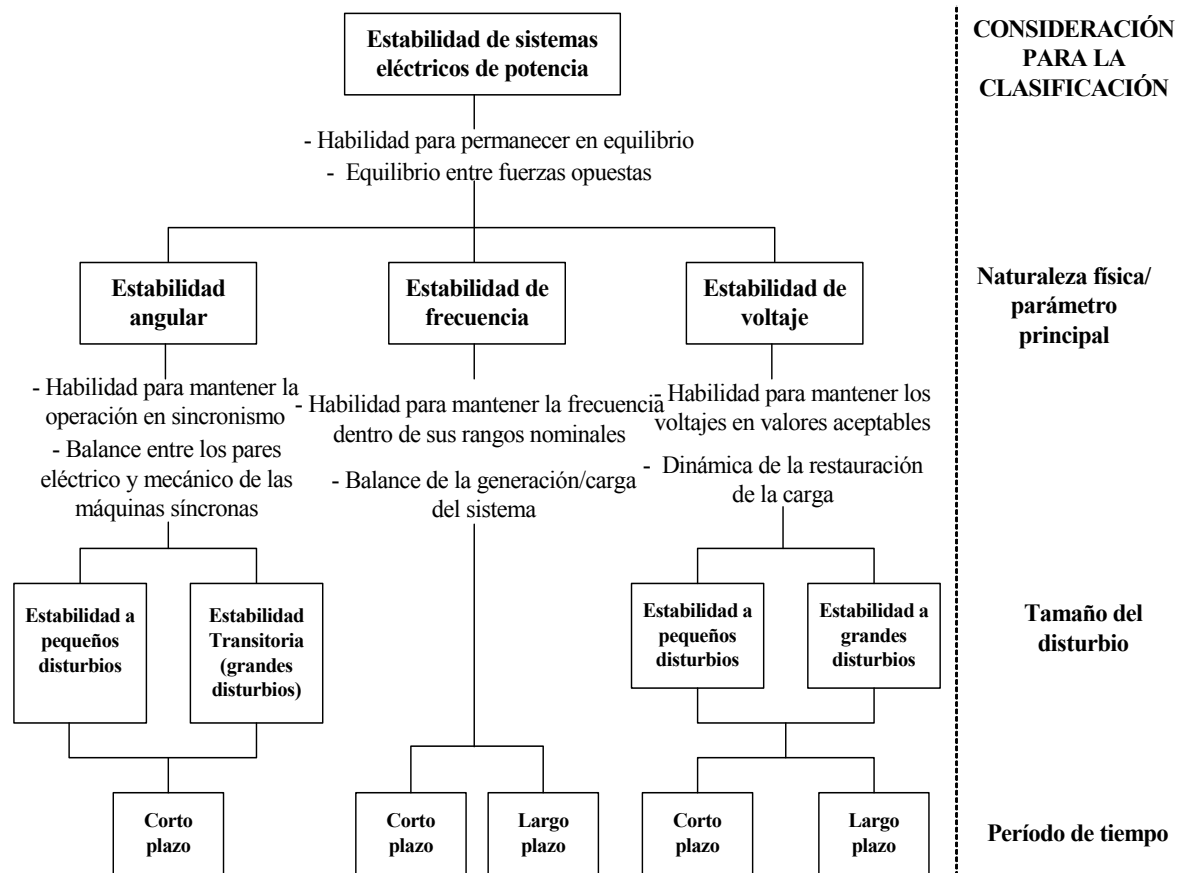 Estabilidad de sistemas
eléctricos de potencia
CONSIDERACIÓN
PARA LA
CLASIFICACIÓN
- Habilidad para permanecer en equilibrio
- Equilibrio entre fuerzas opuestas
Estabilidad
angular
Estabilidad de
frecuencia
Estabilidad de
voltaje
Naturaleza física/
parámetro
principal
- Habilidad para mantener la
operación en sincronismo
- Balance entre los pares
eléctrico y mecánico de las
máquinas síncronas
- Habilidad para mantener la frecuencia
dentro de sus rangos nominales
- Balance de la generación/carga
del sistema
- Habilidad para mantener los
voltajes en valores aceptables
- Dinámica de la restauración
de la carga
Estabilidad a
pequeños
disturbios
Estabilidad
Transitoria
(grandes
disturbios)
Estabilidad a
pequeños
disturbios
Estabilidad a
grandes
disturbios
Tamaño del
disturbio
Corto
plazo
Corto
plazo
Largo
plazo
Corto
plazo
Largo
plazo
Período de tiempo